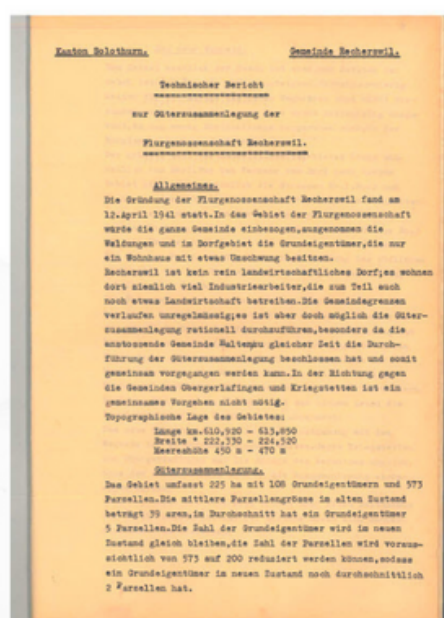 Kanton Solothurn. Gemeinde Recherswil.
Technischer Bericht
zur Güterzusammenlegung der
Flurgenossenschaft Recherswil.
Allgemeines.
Die Gründung der Flurgenossenschaft Recherswil fand am
12.April 1941 statt.In das Gebiet der Flurgenossenschaft
wurde die ganze Gemeinde einbezogen,ausgenommen die
Waldungen und im Dorfgebiet die Grundeigentümer,die nur
ein Wohnhaus mit etwas Umschwung besitzen.
Recherswil ist kein rein landwirtschaftliches Dorf;es wohnen
dort ziemlich viel Industriearbeiter,die zum Teil auch
noch etwas Landwirtschaft betreiben.Die Gemeindegrenzen
verlaufen unregelmässig;es ist aber doch möglich die Güter-
zusammenlegung rationell durchzuführen,besonders da die
anstossende Gemeinde Halten zu gleicher Zeit die Durch-
führung der Güterzusammenlegung beschlossen hat und somit
gemeinsam vorgegangen werden kann.In der Richtung gegen
die Gemeinden Obergerlafingen und Kriegstetten ist ein
gemeinsames Vorgehen nicht nötig.
Topographische Lage des Gebietes:
Länge km.610,920 - 613,850
Breite " 222,330 - 224,520
Meereshöhe 450 m - 470 m
Güterzusammenlegung.
Das Gebiet umfasst 225 ha mit 108 Grundeigentümern und 573
Parzellen.Die mittlere Parzellengrösse im alten Zustand
beträgt 39 aren,im Durchschnitt hat ein Grundeigentümer
5 Parzellen.Die Zahl der Grundeigentümer wird im neuen
Zustand gleich bleiben,die Zahl der Parzellen wird voraus-
sichtlich von 573 auf 200 reduziert werden können,sodass
ein Grundeigentümer im neuen Zustand noch durchschnittlich
2 Parzellen hat.